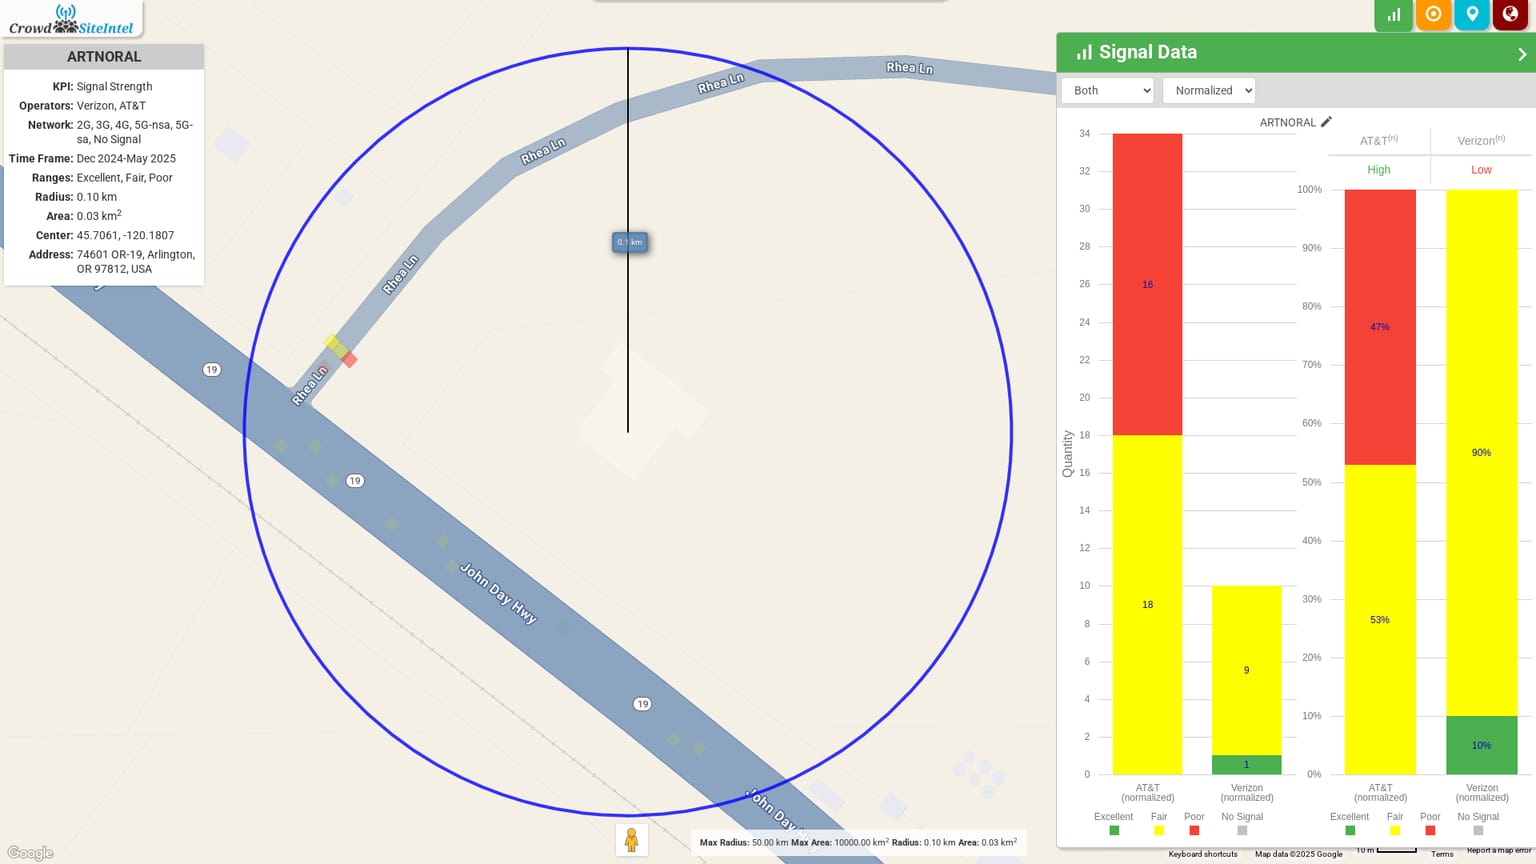 Crowd SiteIntel
ARTNORAL
KPI: Signal Strength
Operators: Verizon, AT&T
Network: 2G, 3G, 4G, 5G-nsa, 5G-
sa, No Signal
Time Frame: Dec 2024-May 2025
Ranges: Excellent, Fair, Poor
Radius: 0.10 km
Area: 0.03 km²
Center: 45.7061, -120.1807
Address: 74601 OR-19, Arlington,
OR 97812, USA
Rhea Ln
Rhea Ln
Rhea Ln
Rhea Ln
Rhea Ln
0.1 km
19
19
19
John Day Hwy
John Day Hwy
Google
Max Radius: 50.00 km Max Area: 10000.00 km² Radius: 0.10 km Area: 0.03 km²
Signal Data
Both
Normalized
ARTNORAL
Quantity
34
32
30
28
26
24
22
20
18
16
14
12
10
8
6
4
2
0
16
18
9
1
AT&T
(normalized)
Verizon
(normalized)
Excellent Fair Poor No Signal
AT&T(n) Verizon(n)
High Low
100%
90%
80%
70%
60%
50%
40%
30%
20%
10%
0%
47%
53%
90%
10%
AT&T
(normalized)
Verizon
(normalized)
Excellent Fair Poor No Signal
Keyboard shortcuts Map data ©2025 Google 10 m Terms Report a map error